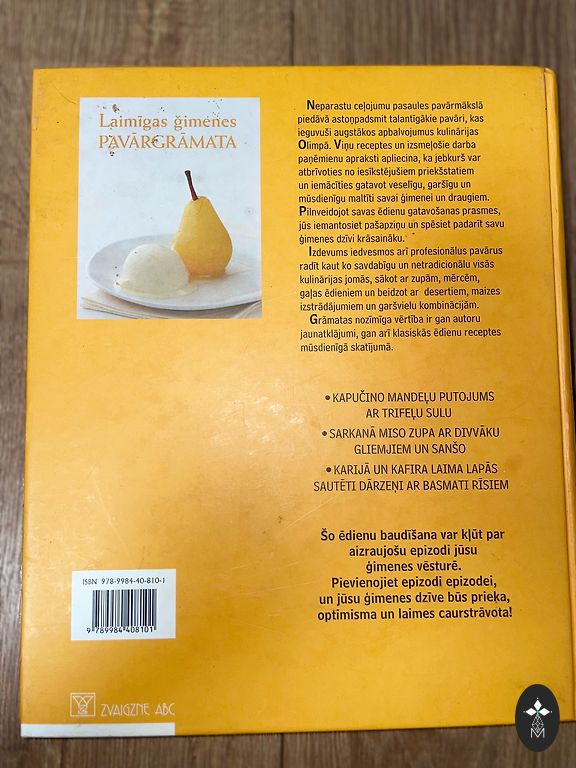 Laimīgas ģimenes
PAVĀRGRĀMATA
Neparastu ceļojumu pasaules pavārmākslā
piedāvā astoņpadsmit talantīgākie pavāri, kas
ieguvuši augstākos apbalvojumus kulinārijas
Olimpā. Viņu receptes un izsmeļošie darba
paņēmienu apraksti apliecina, ka jebkurš var
atbrīvoties no iesīkstējušiem priekšstatiem
un iemācīties gatavot veselīgu, garšīgu un
mūsdienīgu maltīti savai ģimenei un draugiem.
Pilnveidojot savas ēdienu gatavošanas prasmes,
jūs iemantosiet pašapziņu un spēsiet padarīt savu
ģimenes dzīvi krāsaināku.
Izdevums iedvesmos arī profesionālus pavārus
radīt kaut ko savdabīgu un netradicionālu visās
kulinārijas jomās, sākot ar zupām, mērcēm,
gaļas ēdieniem un beidzot ar desertiem, maizes
izstrādājumiem un garšvielu kombinācijām.
Grāmatas nozīmīga vērtība ir gan autoru
jaunatklājumi, gan arī klasiskās ēdienu receptes
mūsdienīgā skatījumā.
• KAPUČINO MANDEĻU PUTOJUMS
AR TRIFEĻU SULU
• SARKANĀ MISO ZUPA AR DIVVĀKU
GLIEMJIEM UN SANŠO
• KARIJĀ UN KAFIRA LAIMA LAPĀS
SAUTĒTI DĀRZEŅI AR BASMATI RĪSIEM
Šo ēdienu baudīšana var kļūt par
aizraujošu epizodi jūsu
ģimenes vēsturē.
Pievienojiet epizodi epizodei,
un jūsu ģimenes dzīve būs prieka,
optimisma un laimes caurstrāvota!
ISBN 978-9984-40-810-1
9 789984 408101
ZVAIGZNE ABC
M